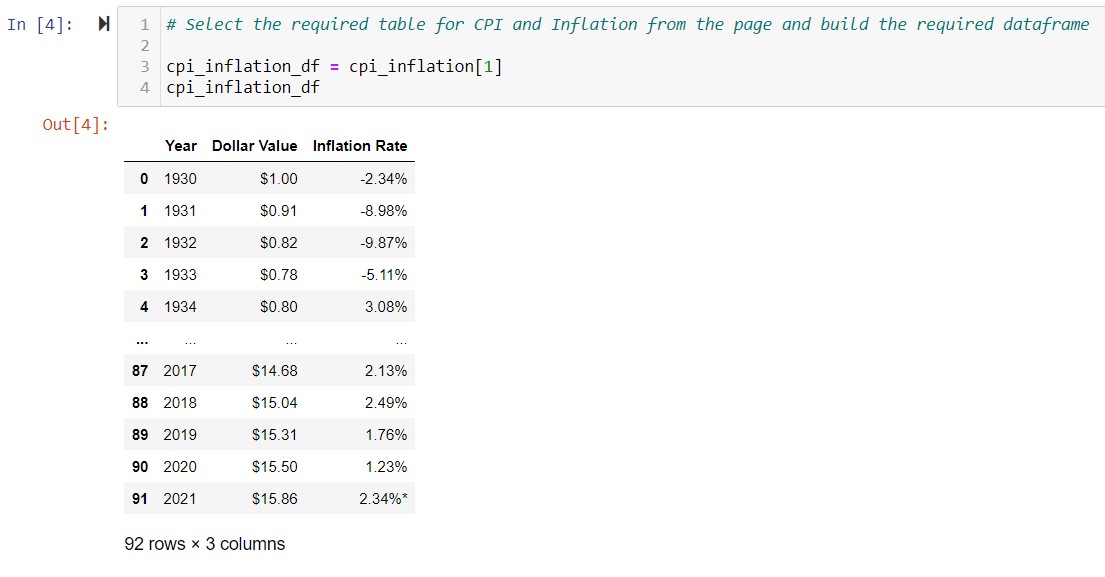 In [4]:
1 # Select the required table for CPI and Inflation from the page and build the required dataframe
2
3 cpi_inflation_df = cpi_inflation[1]
4 cpi_inflation_df
Out[4]:
Year Dollar Value Inflation Rate
0 1930 $1.00 -2.34%
1 1931 $0.91 -8.98%
2 1932 $0.82 -9.87%
3 1933 $0.78 -5.11%
4 1934 $0.80 3.08%
... ... ... ...
87 2017 $14.68 2.13%
88 2018 $15.04 2.49%
89 2019 $15.31 1.76%
90 2020 $15.50 1.23%
91 2021 $15.86 2.34%*
92 rows × 3 columns